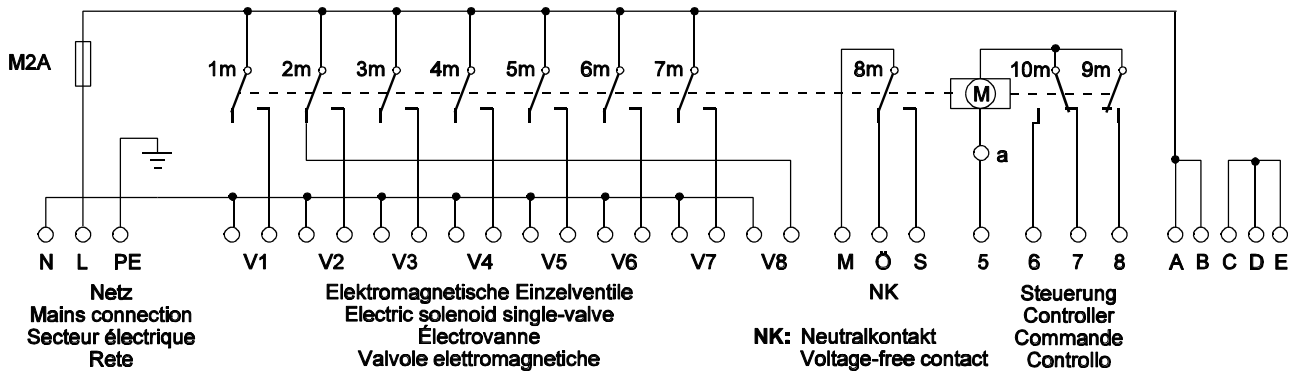 M2A
1m 2m 3m 4m 5m 6m 7m 8m M 10m 9m
a
N L PE V1 V2 V3 V4 V5 V6 V7 V8 M Ö S 5 6 7 8 A B C D E
Netz
Mains connection
Secteur électrique
Rete
Elektromagnetische Einzelventile
Electric solenoid single-valve
Électrovanne
Valvole elettromagnetiche
NK
NK: Neutralkontakt
Voltage-free contact
Steuerung
Controller
Commande
Controllo